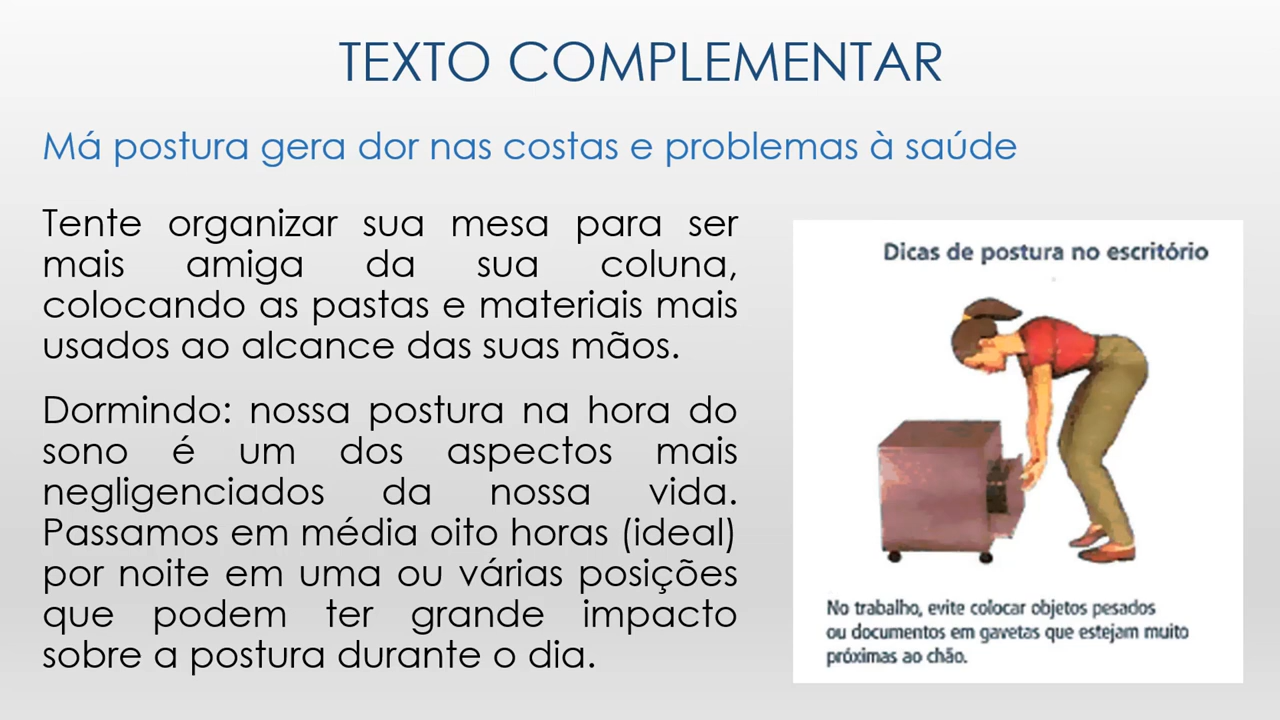 TEXTO COMPLEMENTAR
Má postura gera dor nas costas e problemas à saúde
Tente organizar sua mesa para ser
mais amiga da sua coluna,
colocando as pastas e materiais mais
usados ao alcance das suas mãos.
Dormindo: nossa postura na hora do
sono é um dos aspectos mais
negligenciados da nossa vida.
Passamos em média oito horas (ideal)
por noite em uma ou várias posições
que podem ter grande impacto
sobre a postura durante o dia.
Dicas de postura no escritório
No trabalho, evite colocar objetos pesados
ou documentos em gavetas que estejam muito
próximas ao chão.